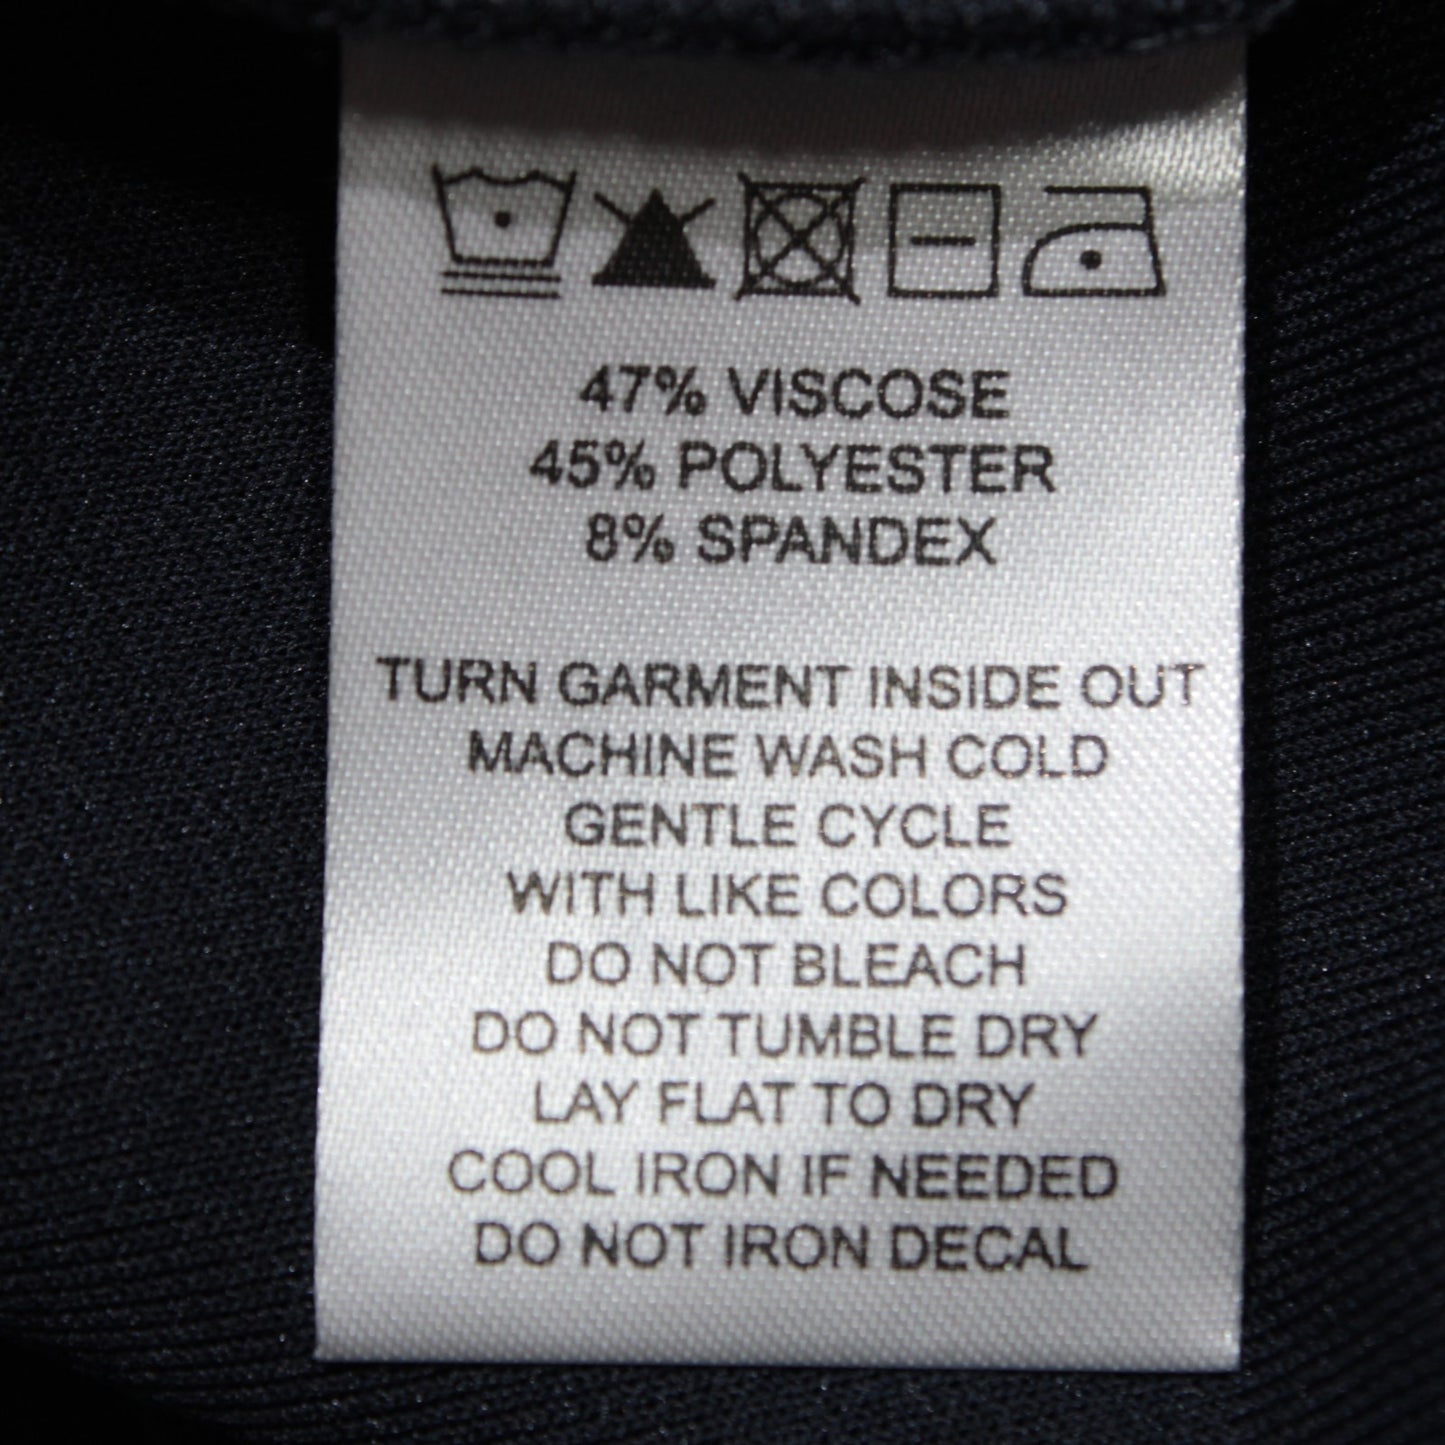 47% VISCOSE
45% POLYESTER
8% SPANDEX
TURN GARMENT INSIDE OUT
MACHINE WASH COLD
GENTLE CYCLE
WITH LIKE COLORS
DO NOT BLEACH
DO NOT TUMBLE DRY
LAY FLAT TO DRY
COOL IRON IF NEEDED
DO NOT IRON DECAL